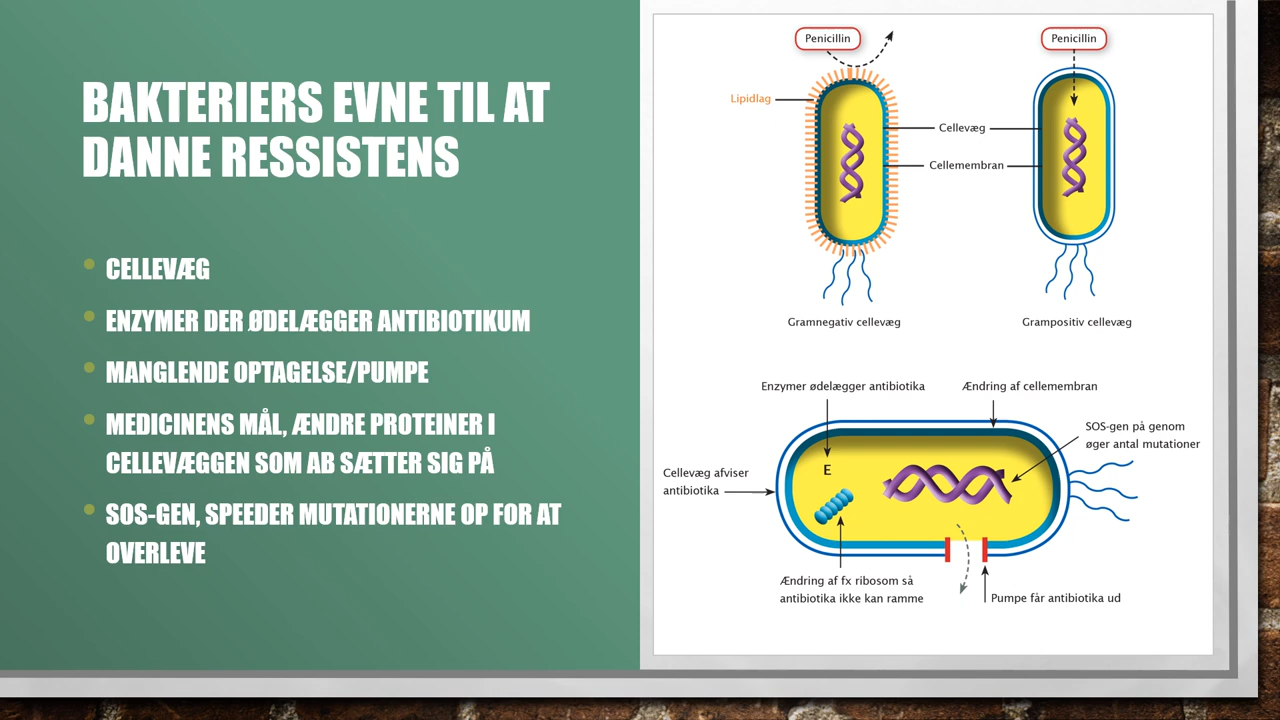 BAKTERIERS EVNE TIL AT
DANNE RESSISTENS
• CELLEVÆG
• ENZYMER DER ØDELÆGGER ANTIBIOTIKUM
• MANGLENDE OPTAGELSE/PUMPE
• MEDICINENS MÅL, ÆNDRE PROTEINER I
CELLEVÆGGEN SOM AB SÆTTER SIG PÅ
• SOS-GEN, SPEEDER MUTATIONERNE OP FOR AT
OVERLEVE
Penicillin
Penicillin
Lipidlag
Cellevæg
Cellemembran
Gramnegativ cellevæg
Grampositiv cellevæg
Enzymer ødelægger antibiotika
Ændring af cellemembran
SOS-gen på genom
øger antal mutationer
Cellevæg afviser
antibiotika
E
Ændring af fx ribosom så
antibiotika ikke kan ramme
Pumpe får antibiotika ud